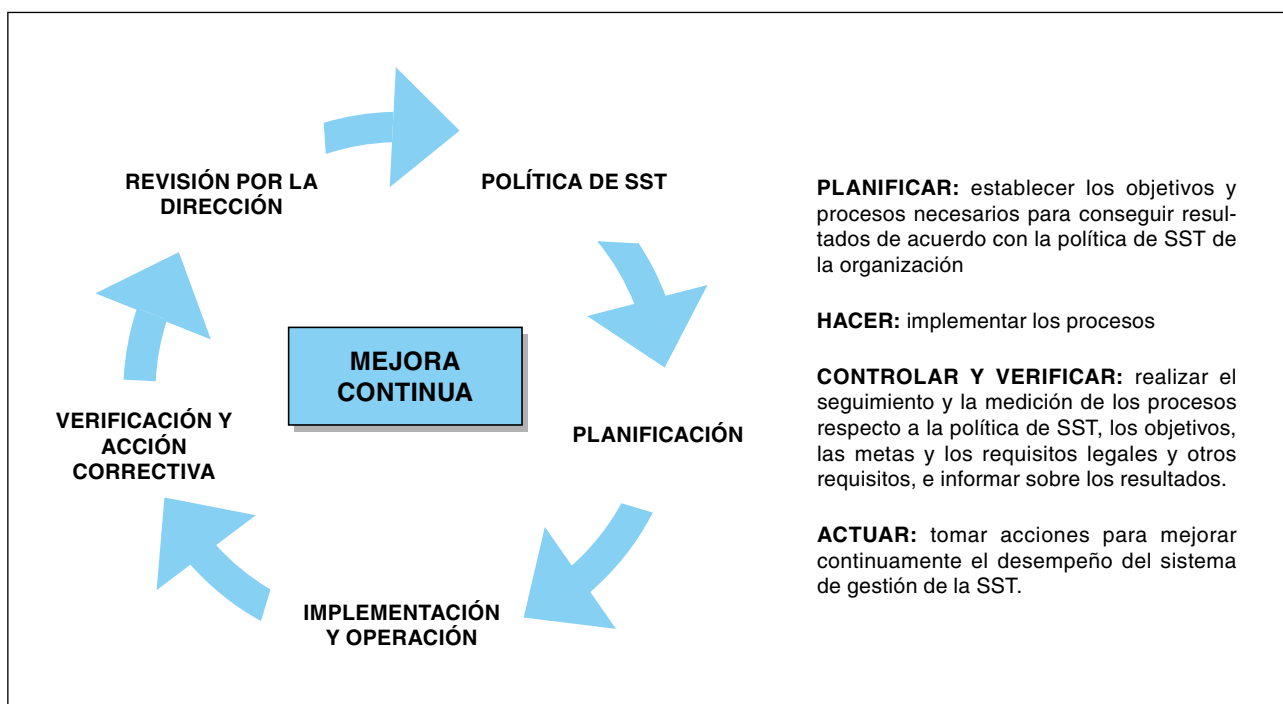 REVISIÓN POR LA
DIRECCIÓN
POLÍTICA DE SST
MEJORA
CONTINUA
VERIFICACIÓN Y
ACCIÓN
CORRECTIVA
PLANIFICACIÓN
IMPLEMENTACIÓN
Y OPERACIÓN
PLANIFICAR: establecer los objetivos y
procesos necesarios para conseguir resul-
tados de acuerdo con la política de SST de
la organización
HACER: implementar los procesos
CONTROLAR Y VERIFICAR: realizar el
seguimiento y la medición de los procesos
respecto a la política de SST, los objetivos,
las metas y los requisitos legales y otros
requisitos, e informar sobre los resultados.
ACTUAR: tomar acciones para mejorar
continuamente el desempeño del sistema
de gestión de la SST.